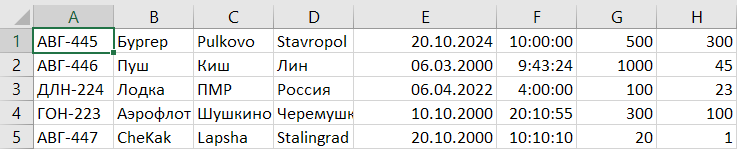 A B C D E F G H
1 АВГ-445 Бургер Pulkovo Stavropol 20.10.2024 10:00:00 500 300
2 АВГ-446 Пуш Киш Лин 06.03.2000 9:43:24 1000 45
3 ДЛН-224 Лодка ПМР Россия 06.04.2022 4:00:00 100 23
4 ГОН-223 Аэрофлот Шушкино Черемушк 10.10.2000 20:10:55 300 100
5 АВГ-447 CheKak Lapsha Stalingrad 20.10.2000 10:10:10 20 1